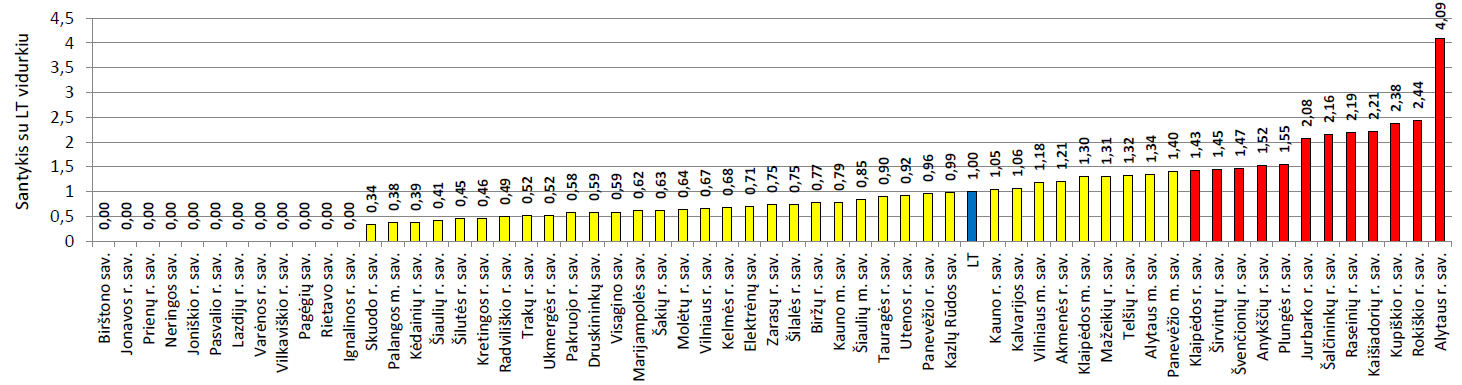 Santykis su LT vidurkiu
4,5
4
3,5
3
2,5
2
1,5
1
0,5
0
0,00
0,00
0,00
0,00
0,00
0,00
0,00
0,00
0,00
0,00
0,00
0,00
0,34
0,38
0,39
0,41
0,45
0,46
0,49
0,52
0,52
0,58
0,59
0,59
0,62
0,63
0,64
0,67
0,68
0,71
0,75
0,75
0,77
0,79
0,85
0,90
0,92
0,96
0,99
1,00
1,05
1,06
1,18
1,21
1,30
1,31
1,32
1,34
1,40
1,43
1,45
1,47
1,52
1,55
2,08
2,16
2,19
2,21
2,38
2,44
4,09
Birštono sav.
Jonavos r. sav.
Prienų r. sav.
Neringos sav.
Joniškio r. sav.
Pasvalio r. sav.
Lazdijų r. sav.
Varėnos r. sav.
Vilkaviškio r. sav.
Pagėgių sav.
Rietavo sav.
Ignalinos r. sav.
Skuodo r. sav.
Palangos m. sav.
Kėdainių r. sav.
Šiaulių r. sav.
Šilutės r. sav.
Kretingos r. sav.
Radviliškio r. sav.
Trakų r. sav.
Ukmergės r. sav.
Pakruojo r. sav.
Druskininkų sav.
Visagino sav.
Marijampolės sav.
Šakių r. sav.
Molėtų r. sav.
Vilniaus r. sav.
Kelmės r. sav.
Elektrėnų sav.
Zarasų r. sav.
Šilalės r. sav.
Biržų r. sav.
Kauno m. sav.
Šiaulių m. sav.
Tauragės r. sav.
Utenos r. sav.
Panevėžio r. sav.
Kazlų Rūdos sav.
LT
Kauno r. sav.
Kalvarijos sav.
Vilniaus m. sav.
Akmenės r. sav.
Klaipėdos m. sav.
Mažeikių r. sav.
Telšių r. sav.
Alytaus m. sav.
Panevėžio m. sav.
Klaipėdos r. sav.
Širvintų r. sav.
Švenčionių r. sav.
Anykščių r. sav.
Plungės r. sav.
Jurbarko r. sav.
Šalčininkų r. sav.
Raseinių r. sav.
Kaišiadorių r. sav.
Kupiškio r. sav.
Rokiškio r. sav.
Alytaus r. sav.